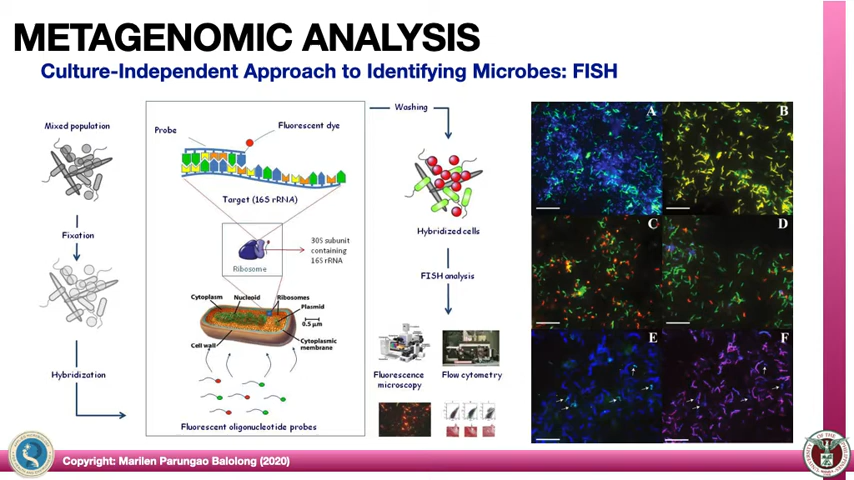 METAGENOMIC ANALYSIS
Culture-Independent Approach to Identifying Microbes: FISH
Mixed population
Fixation
Hybridization
Probe
Fluorescent dye
Target (16S rRNA)
Ribosome
30S subunit
containing
16S rRNA
Cytoplasm
Nucleoid
Ribosomes
Plasmid
0.5 µm
Cell wall
Cytoplasmic
membrane
Fluorescent oligonucleotide probes
Washing
Hybridized cells
FISH analysis
Fluorescence
microscopy
Flow cytometry
A
B
C
D
E
F
Copyright: Marilen Parungao Balolong (2020)